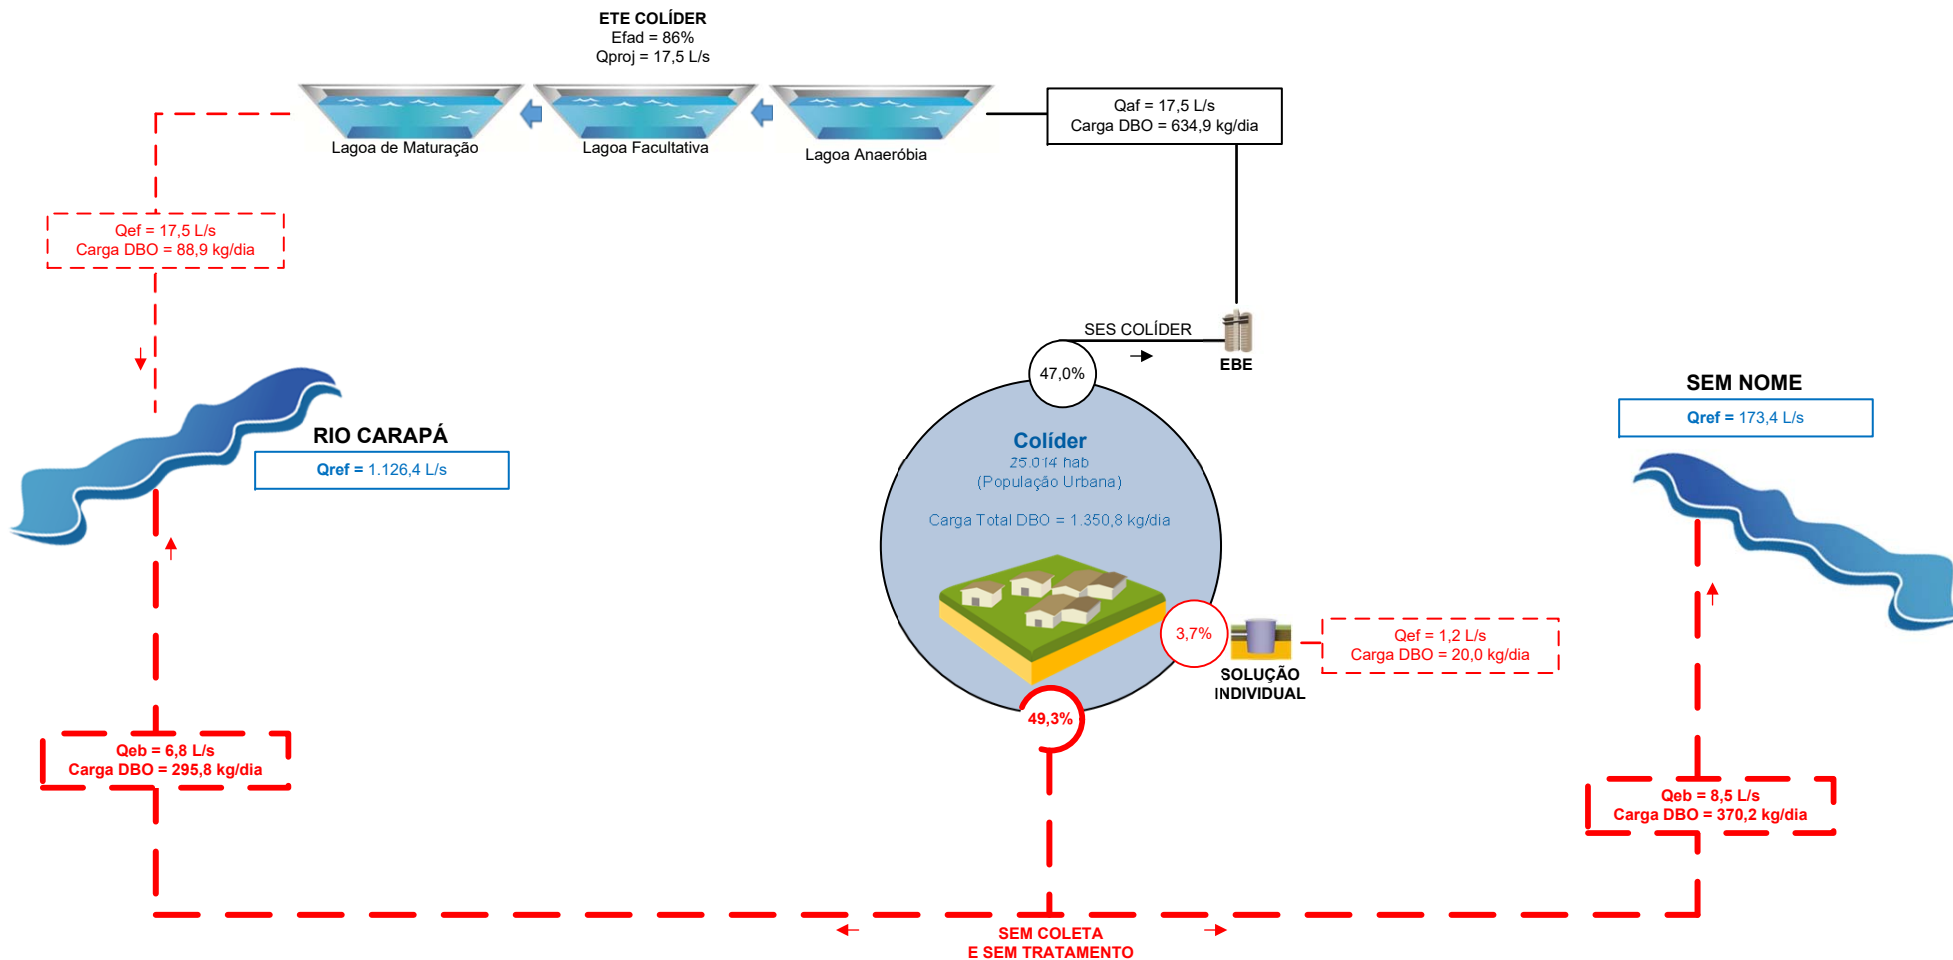 ETE COLÍDER
Efad = 86%
Qproj = 17,5 L/s
Lagoa de Maturação
Lagoa Facultativa
Lagoa Anaeróbia
Qaf = 17,5 L/s
Carga DBO = 634,9 kg/dia
Qef = 17,5 L/s
Carga DBO = 88,9 kg/dia
SES COLÍDER
EBE
47,0%
RIO CARAPÁ
Qref = 1.126,4 L/s
SEM NOME
Qref = 173,4 L/s
Colíder
25.014 hab
(População Urbana)
Carga Total DBO = 1.350,8 kg/dia
3,7%
SOLUÇÃO
INDIVIDUAL
Qef = 1,2 L/s
Carga DBO = 20,0 kg/dia
49,3%
Qeb = 6,8 L/s
Carga DBO = 295,8 kg/dia
Qeb = 8,5 L/s
Carga DBO = 370,2 kg/dia
SEM COLETA
E SEM TRATAMENTO